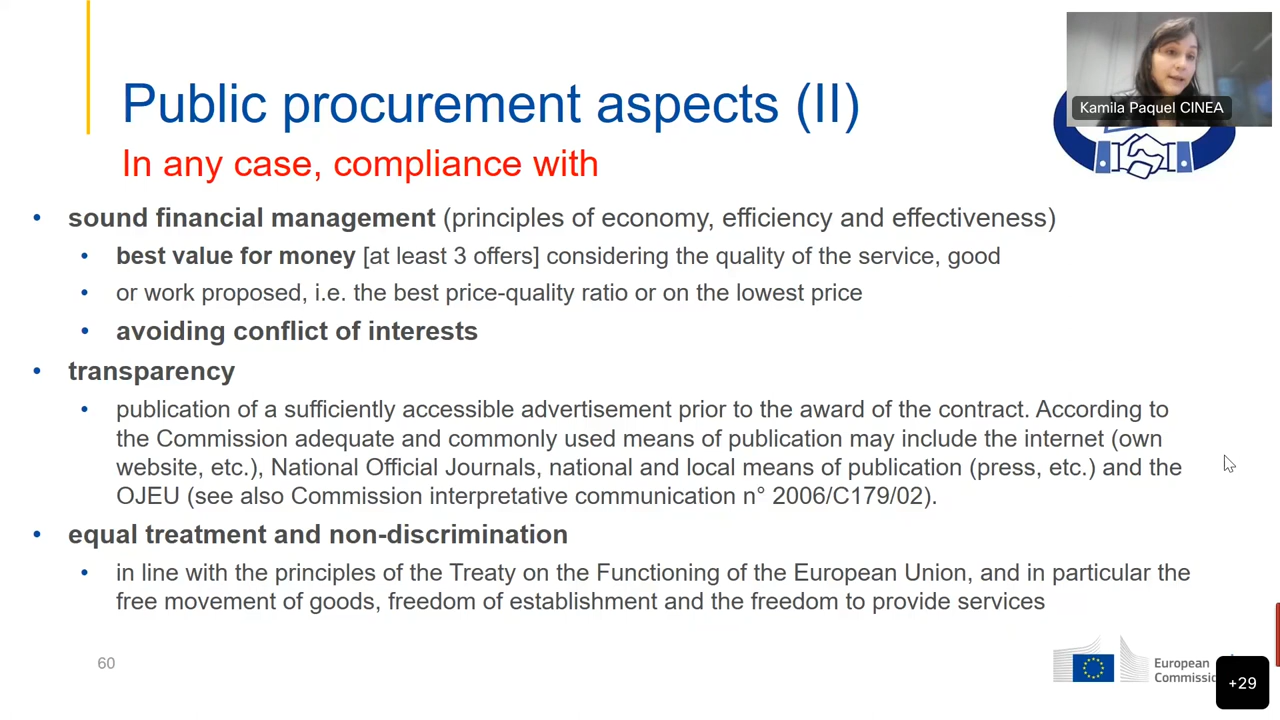 Public procurement aspects (II)
Kamila Paquel CINEA
In any case, compliance with
• sound financial management (principles of economy, efficiency and effectiveness)
• best value for money [at least 3 offers] considering the quality of the service, good
• or work proposed, i.e. the best price-quality ratio or on the lowest price
• avoiding conflict of interests
• transparency
• publication of a sufficiently accessible advertisement prior to the award of the contract. According to
the Commission adequate and commonly used means of publication may include the internet (own
website, etc.), National Official Journals, national and local means of publication (press, etc.) and the
OJEU (see also Commission interpretative communication n° 2006/C179/02).
• equal treatment and non-discrimination
• in line with the principles of the Treaty on the Functioning of the European Union, and in particular the
free movement of goods, freedom of establishment and the freedom to provide services
60
European
Commiss
+29